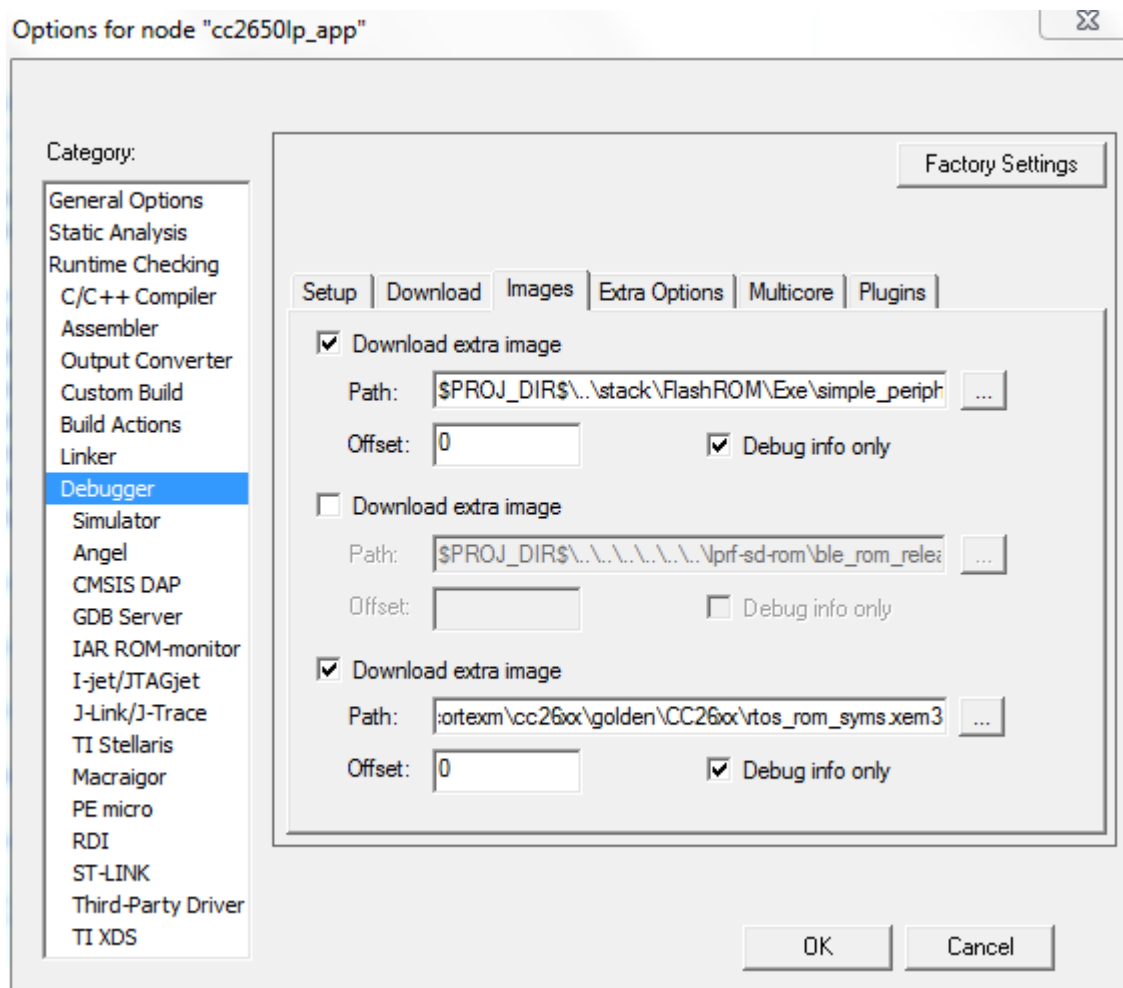 Options for node "cc2650lp_app"
Category:
General Options
Static Analysis
Runtime Checking
C/C++ Compiler
Assembler
Output Converter
Custom Build
Build Actions
Linker
Debugger
Simulator
Angel
CMSIS DAP
GDB Server
IAR ROM-monitor
I-jet/JTAGjet
J-Link/J-Trace
TI Stellaris
Macraigor
PE micro
RDI
ST-LINK
Third-Party Driver
TI XDS
Factory Settings
Setup Download Images Extra Options Multicore Plugins
Download extra image
Path: $PROJ_DIR$\..\stack\FlashROM\Exe\simple_periph ...
Offset: 0 Debug info only
Download extra image
Path: $PROJ_DIR$\..\..\..\..\..\..\lprf-sd-rom\ble_rom_relea ...
Offset: Debug info only
Download extra image
Path: :ortexm\cc26xx\golden\CC26xx\rtos_rom_syms.xem3 ...
Offset: 0 Debug info only
OK Cancel